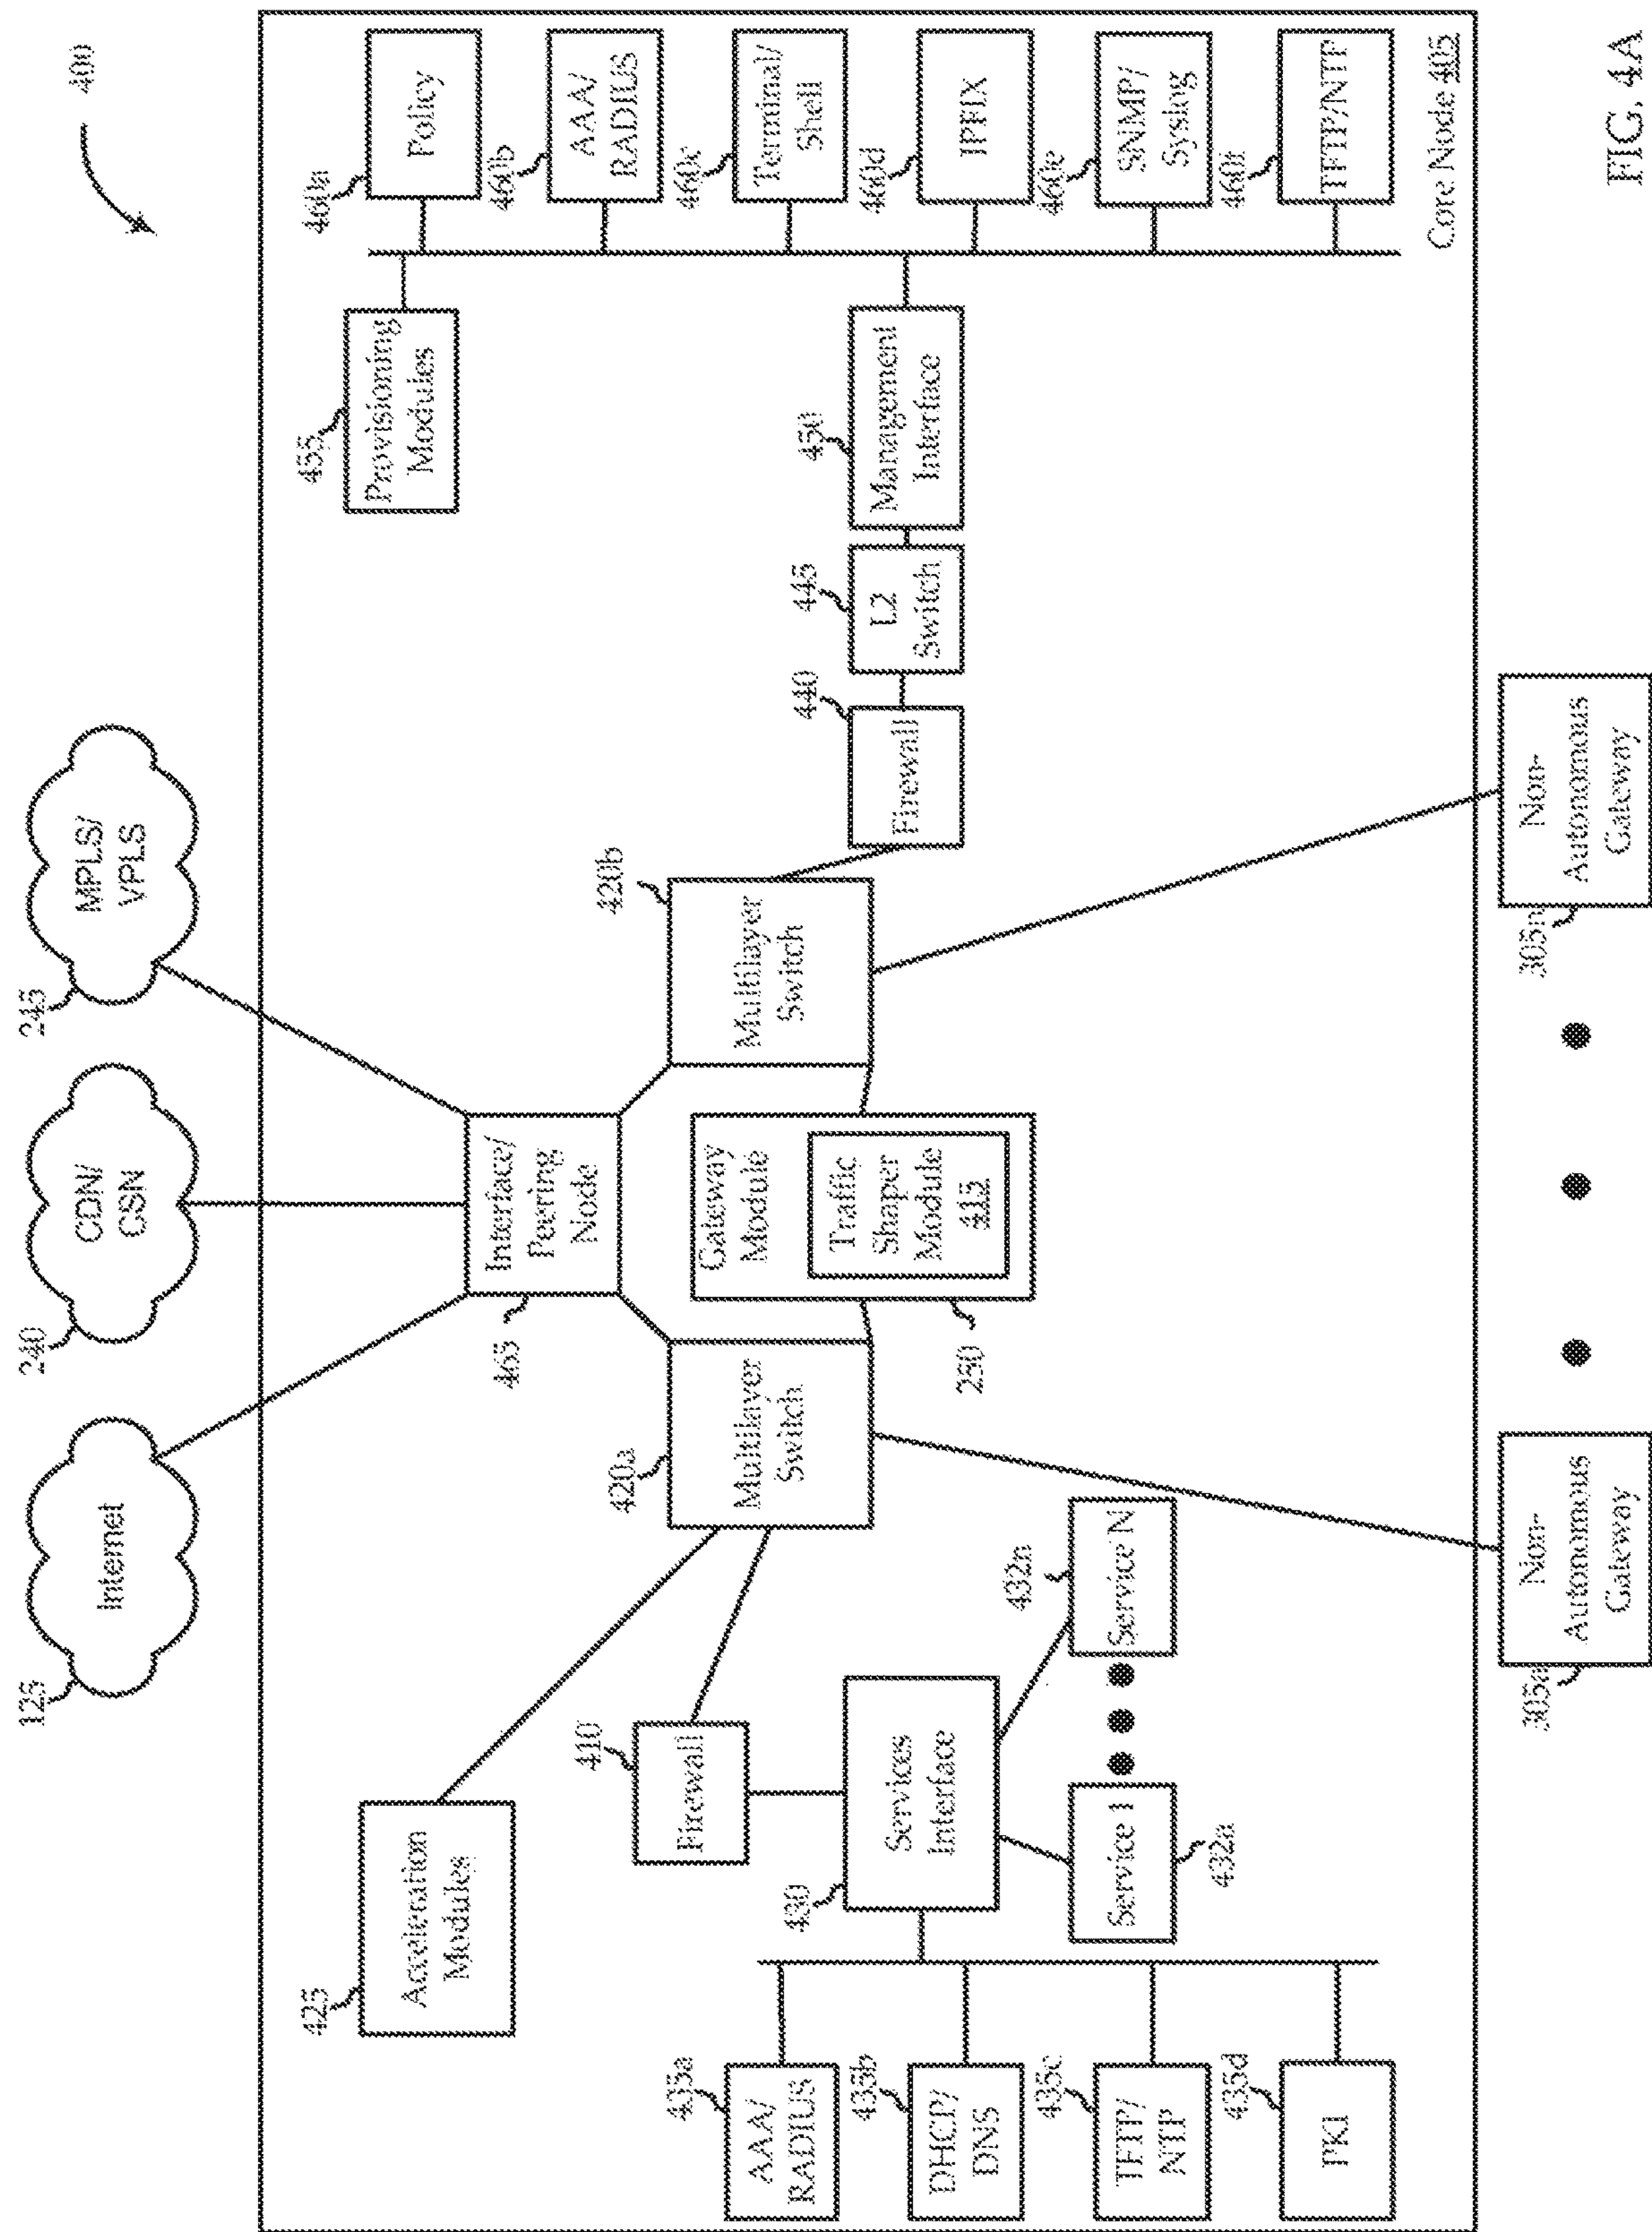 400
125
Internet
240
CDN/
GSN
245
MPLS/
VPLS
425
Acceleration
Modules
455
Provisioning
Modules
460a
Policy
460b
AAA/
RADIUS
460c
Terminal/
Shell
460d
IPFIX
460e
SNMP/
Syslog
460f
TFTP/NTP
465
Interface/
Peering
Node
410
Firewall
420a
Multilayer
Switch
420b
Multilayer
Switch
Gateway
Module
250
Traffic
Shaper
Module
415
440
Firewall
445
L2
Switch
450
Management
Interface
435a
AAA/
RADIUS
435b
DHCP/
DNS
435c
TFTP/
NTP
435d
PKI
430
Services
Interface
Service 1
432a
432n
Service N
Core Node 405
305a
Non-
Autonomous
Gateway
305n
Non-
Autonomous
Gateway
FIG. 4A